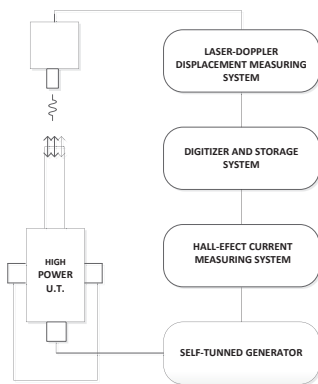 LASER-DOPPLER
DISPLACEMENT MEASURING
SYSTEM
DIGITIZER AND STORAGE
SYSTEM
HALL-EFECT CURRENT
MEASURING SYSTEM
HIGH
POWER
U.T.
SELF-TUNNED GENERATOR